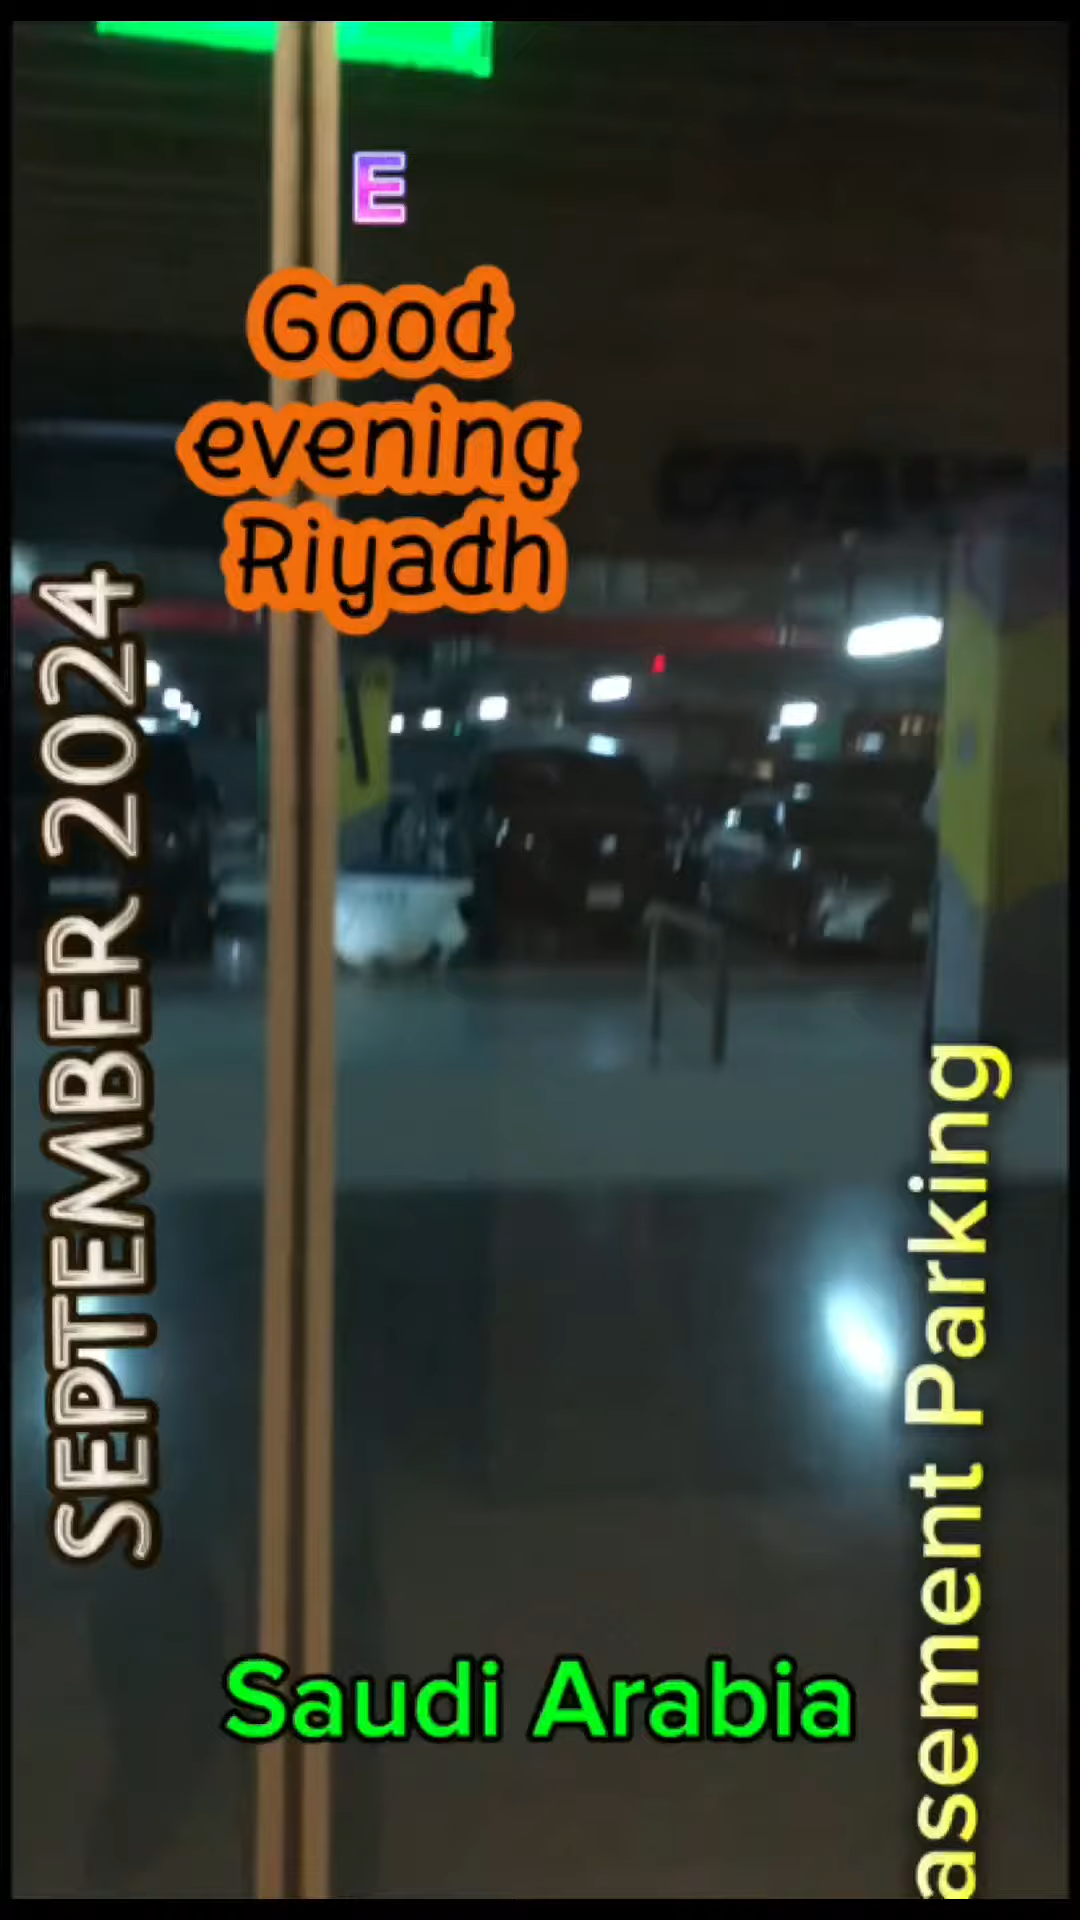 E
Good
evening
Riyadh
SEPTEMBER 2024
asement Parking
Saudi Arabia